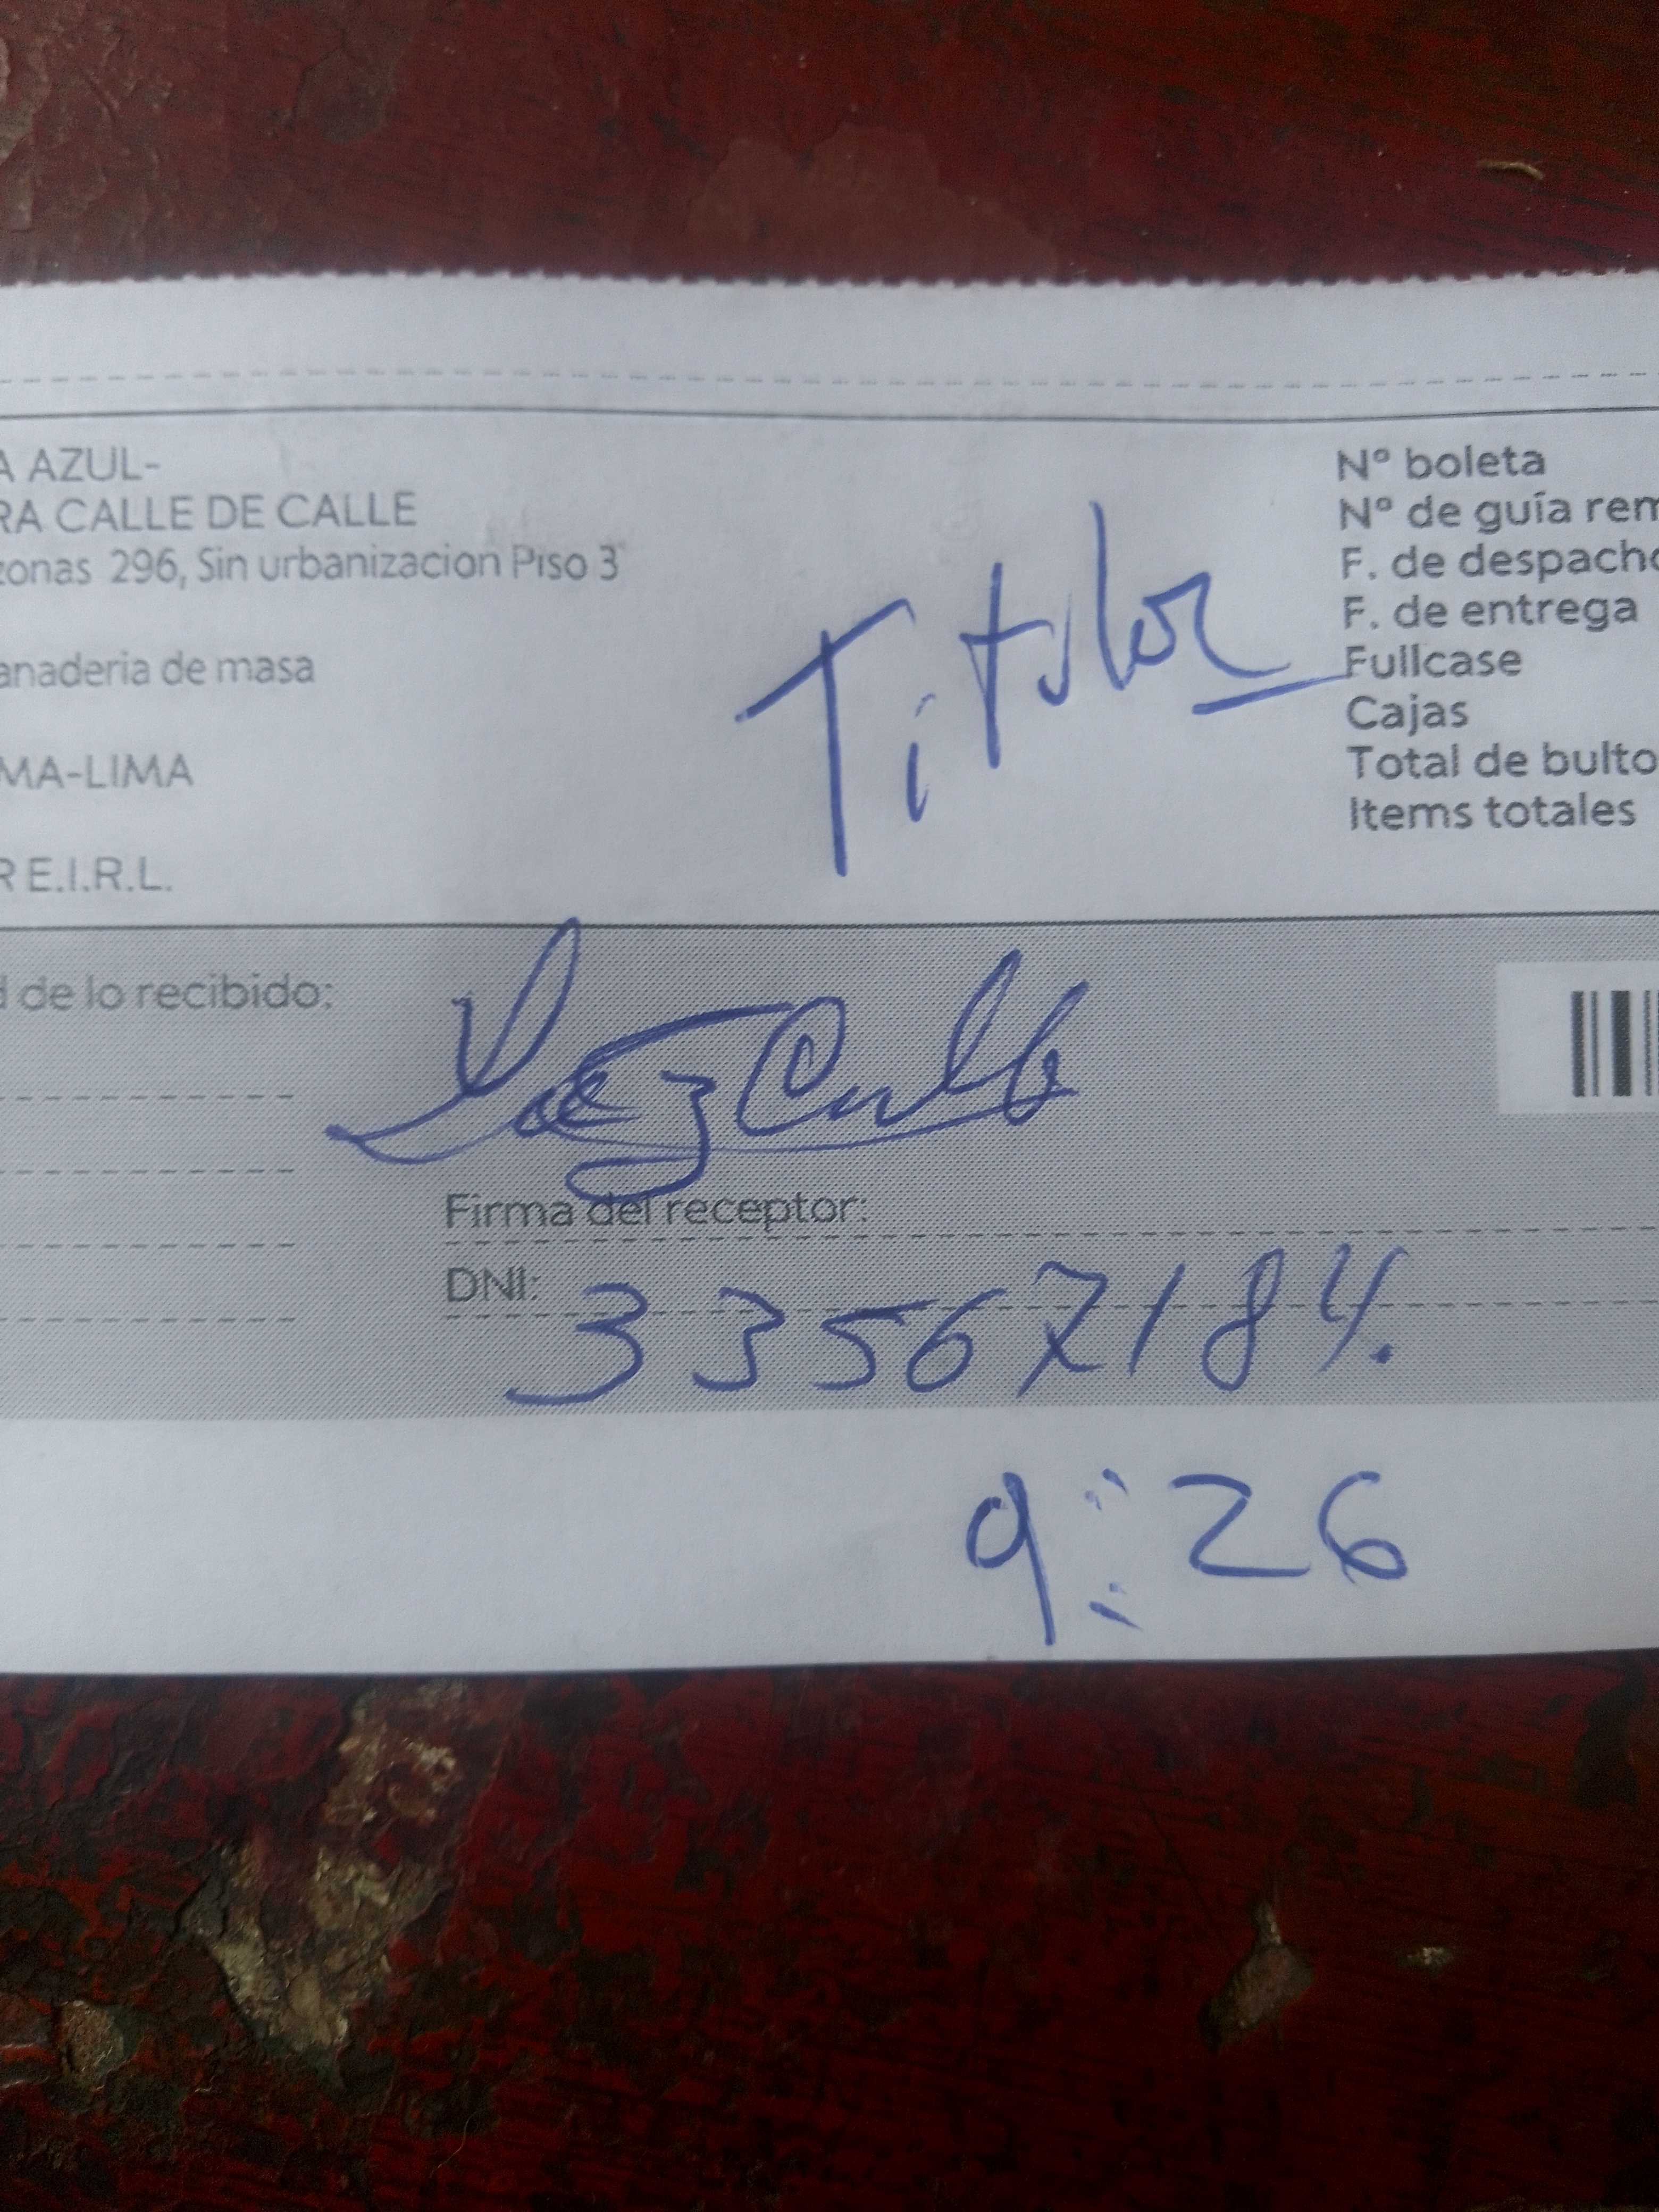 A AZUL-
RA CALLE DE CALLE
zonas 296, Sin urbanizacion Piso 3
anaderia de masa
MA-LIMA
R E.I.R.L.
Titular
Nº boleta
Nº de guía rem
F. de despacho
F. de entrega
Fullcase
Cajas
Total de bulto
Items totales
d de lo recibido:
Firma del receptor:
DNI: 33567184.
9:26